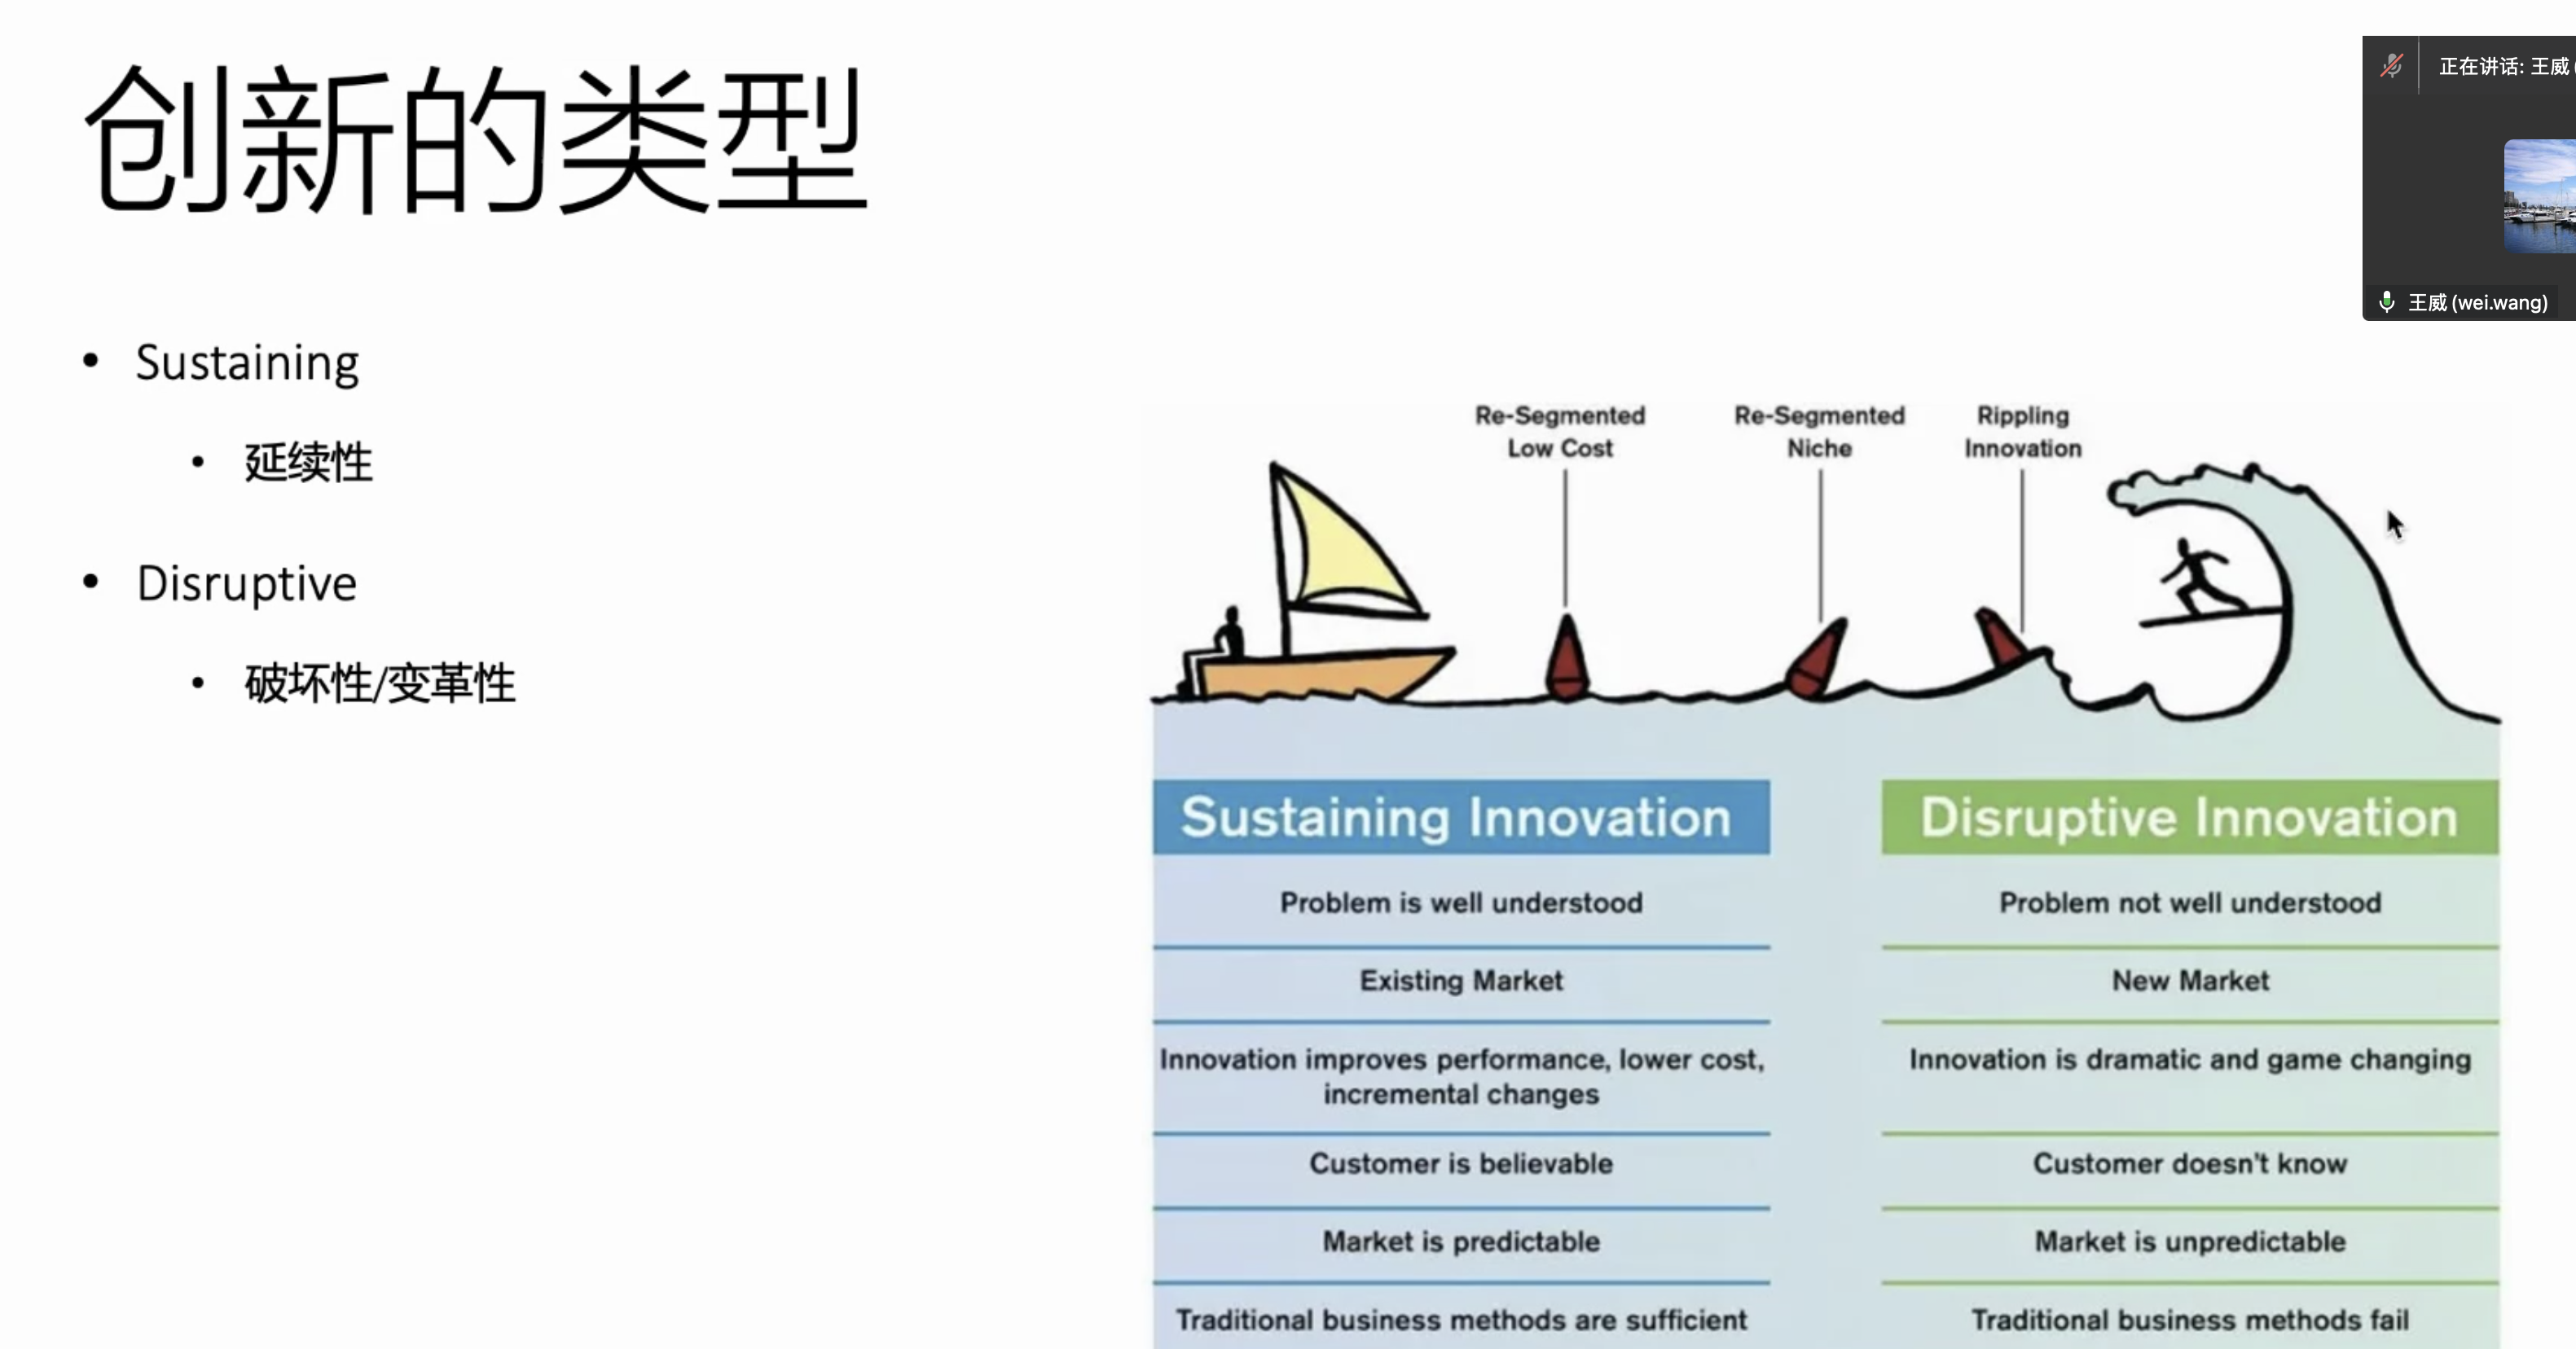 创新的类型
正在讲话: 王威
王威 (wei.wang)
• Sustaining
• 延续性
• Disruptive
• 破坏性/变革性
Re-Segmented
Low Cost
Re-Segmented
Niche
Rippling
Innovation
Sustaining Innovation
Problem is well understood
Existing Market
Innovation improves performance, lower cost,
incremental changes
Customer is believable
Market is predictable
Traditional business methods are sufficient
Disruptive Innovation
Problem not well understood
New Market
Innovation is dramatic and game changing
Customer doesn't know
Market is unpredictable
Traditional business methods fail